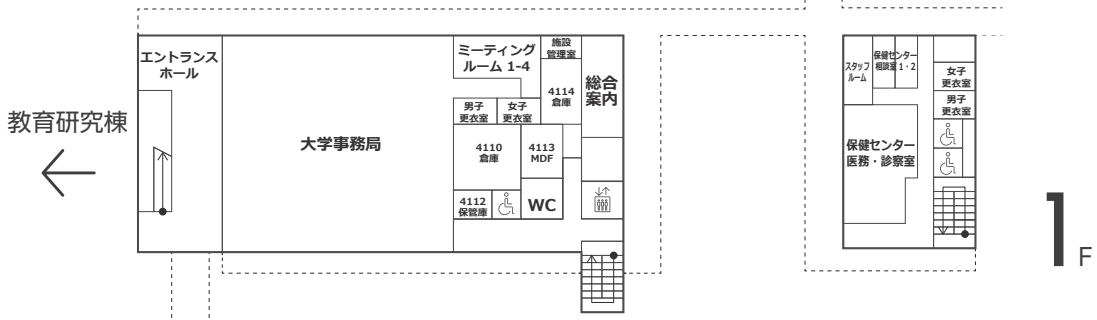 教育研究棟
エントランス
ホール
大学事務局
ミーティング
ルーム 1-4
施設
管理室
4114
倉庫
総合
案内
男子
更衣室
女子
更衣室
4110
倉庫
4113
MDF
4112
保管庫
WC
スタッフ
ルーム
保健センター
相談室1・2
女子
更衣室
男子
更衣室
保健センター
医務・診察室
1F